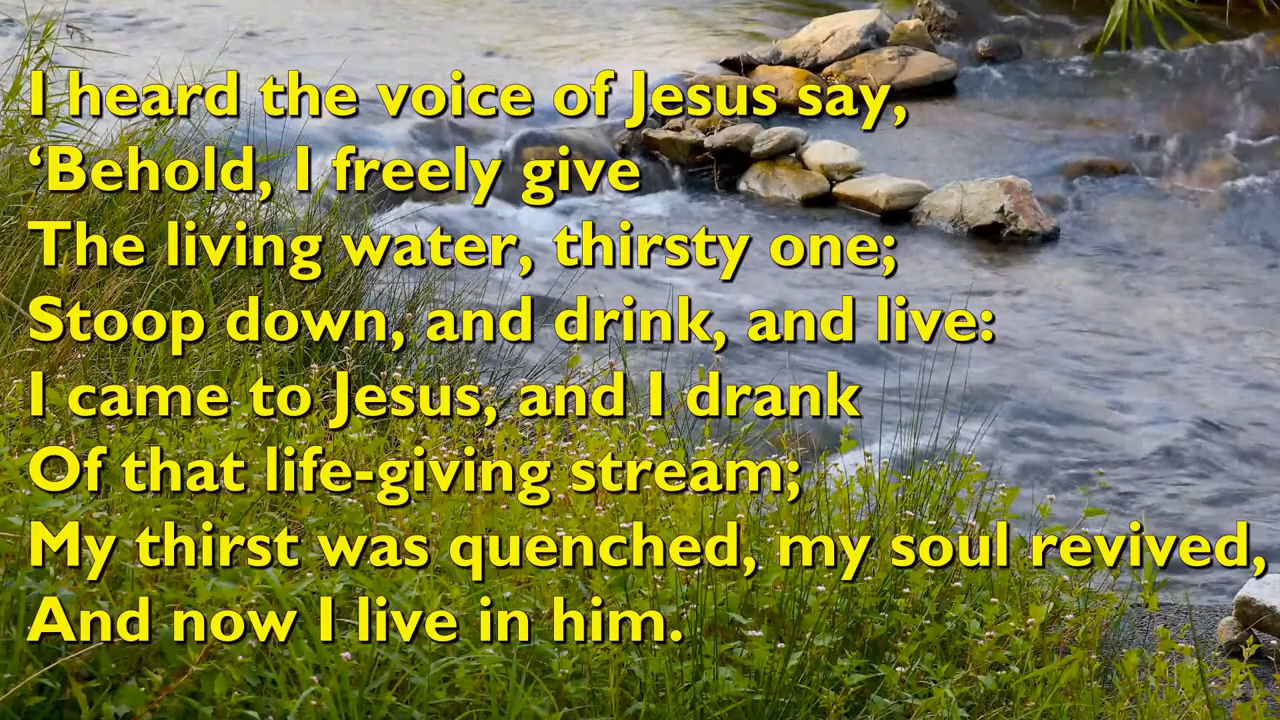 I heard the voice of Jesus say,
‘Behold, I freely give
The living water, thirsty one;
Stoop down, and drink, and live:
I came to Jesus, and I drank
Of that life-giving stream;
My thirst was quenched, my soul revived,
And now I live in him.